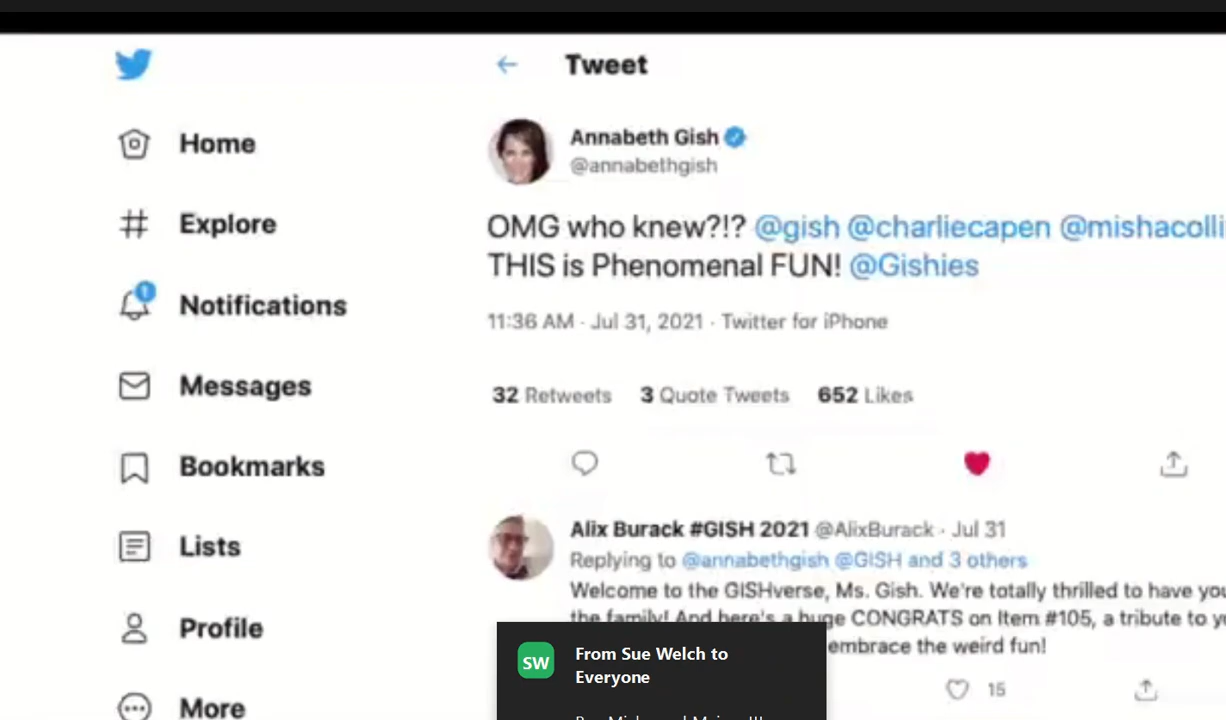 Tweet
Home
Explore
1
Notifications
Messages
Bookmarks
Lists
Profile
More
Annabeth Gish
@annabethgish
OMG who knew?!? @gish @charliecapen @mishacolli
THIS is Phenomenal FUN! @Gishies
11:36 AM · Jul 31, 2021 · Twitter for iPhone
32 Retweets 3 Quote Tweets 652 Likes
Alix Burack #GISH 2021 @AlixBurack · Jul 31
Replying to @annabethgish @GISH and 3 others
Welcome to the GISHverse, Ms. Gish. We're totally thrilled to have you
the family! And here's a huge CONGRATS on Item #105, a tribute to y
embrace the weird fun!
15
SW
From Sue Welch to
Everyone